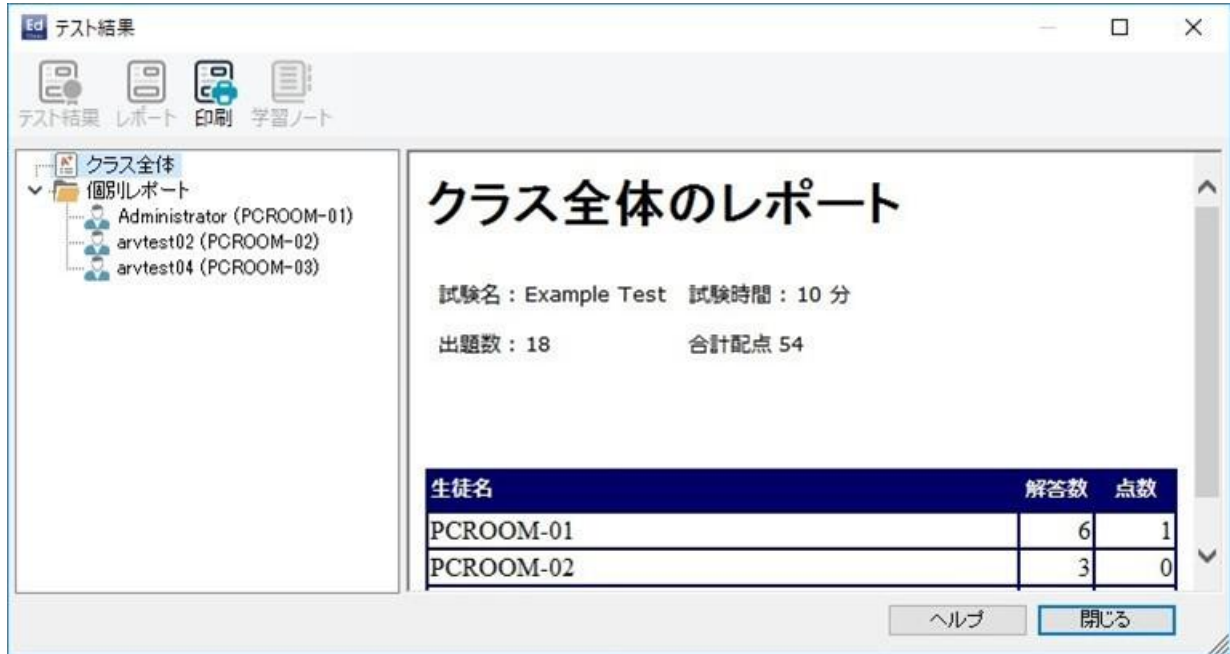 Ed
テスト結果
テスト結果 レポート 印刷 学習ノート
クラス全体
個別レポート
Administrator (PCROOM-01)
arvtest02 (PCROOM-02)
arvtest04 (PCROOM-03)
クラス全体のレポート
試験名：Example Test 試験時間：10 分
出題数：18 合計配点 54
生徒名 解答数 点数
PCROOM-01 6 1
PCROOM-02 3 0
ヘルプ 閉じる